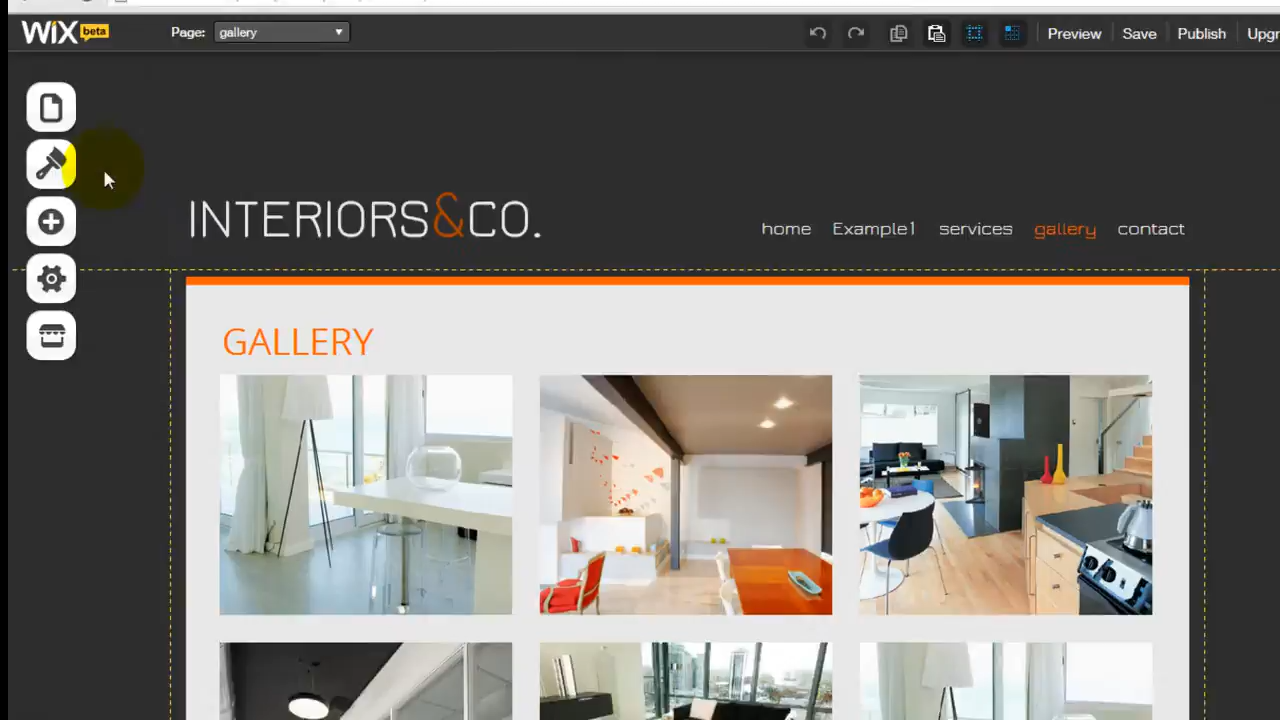 WiX beta Page: gallery Preview Save Publish Upgr
INTERIORS&CO.
home Example1 services gallery contact
GALLERY